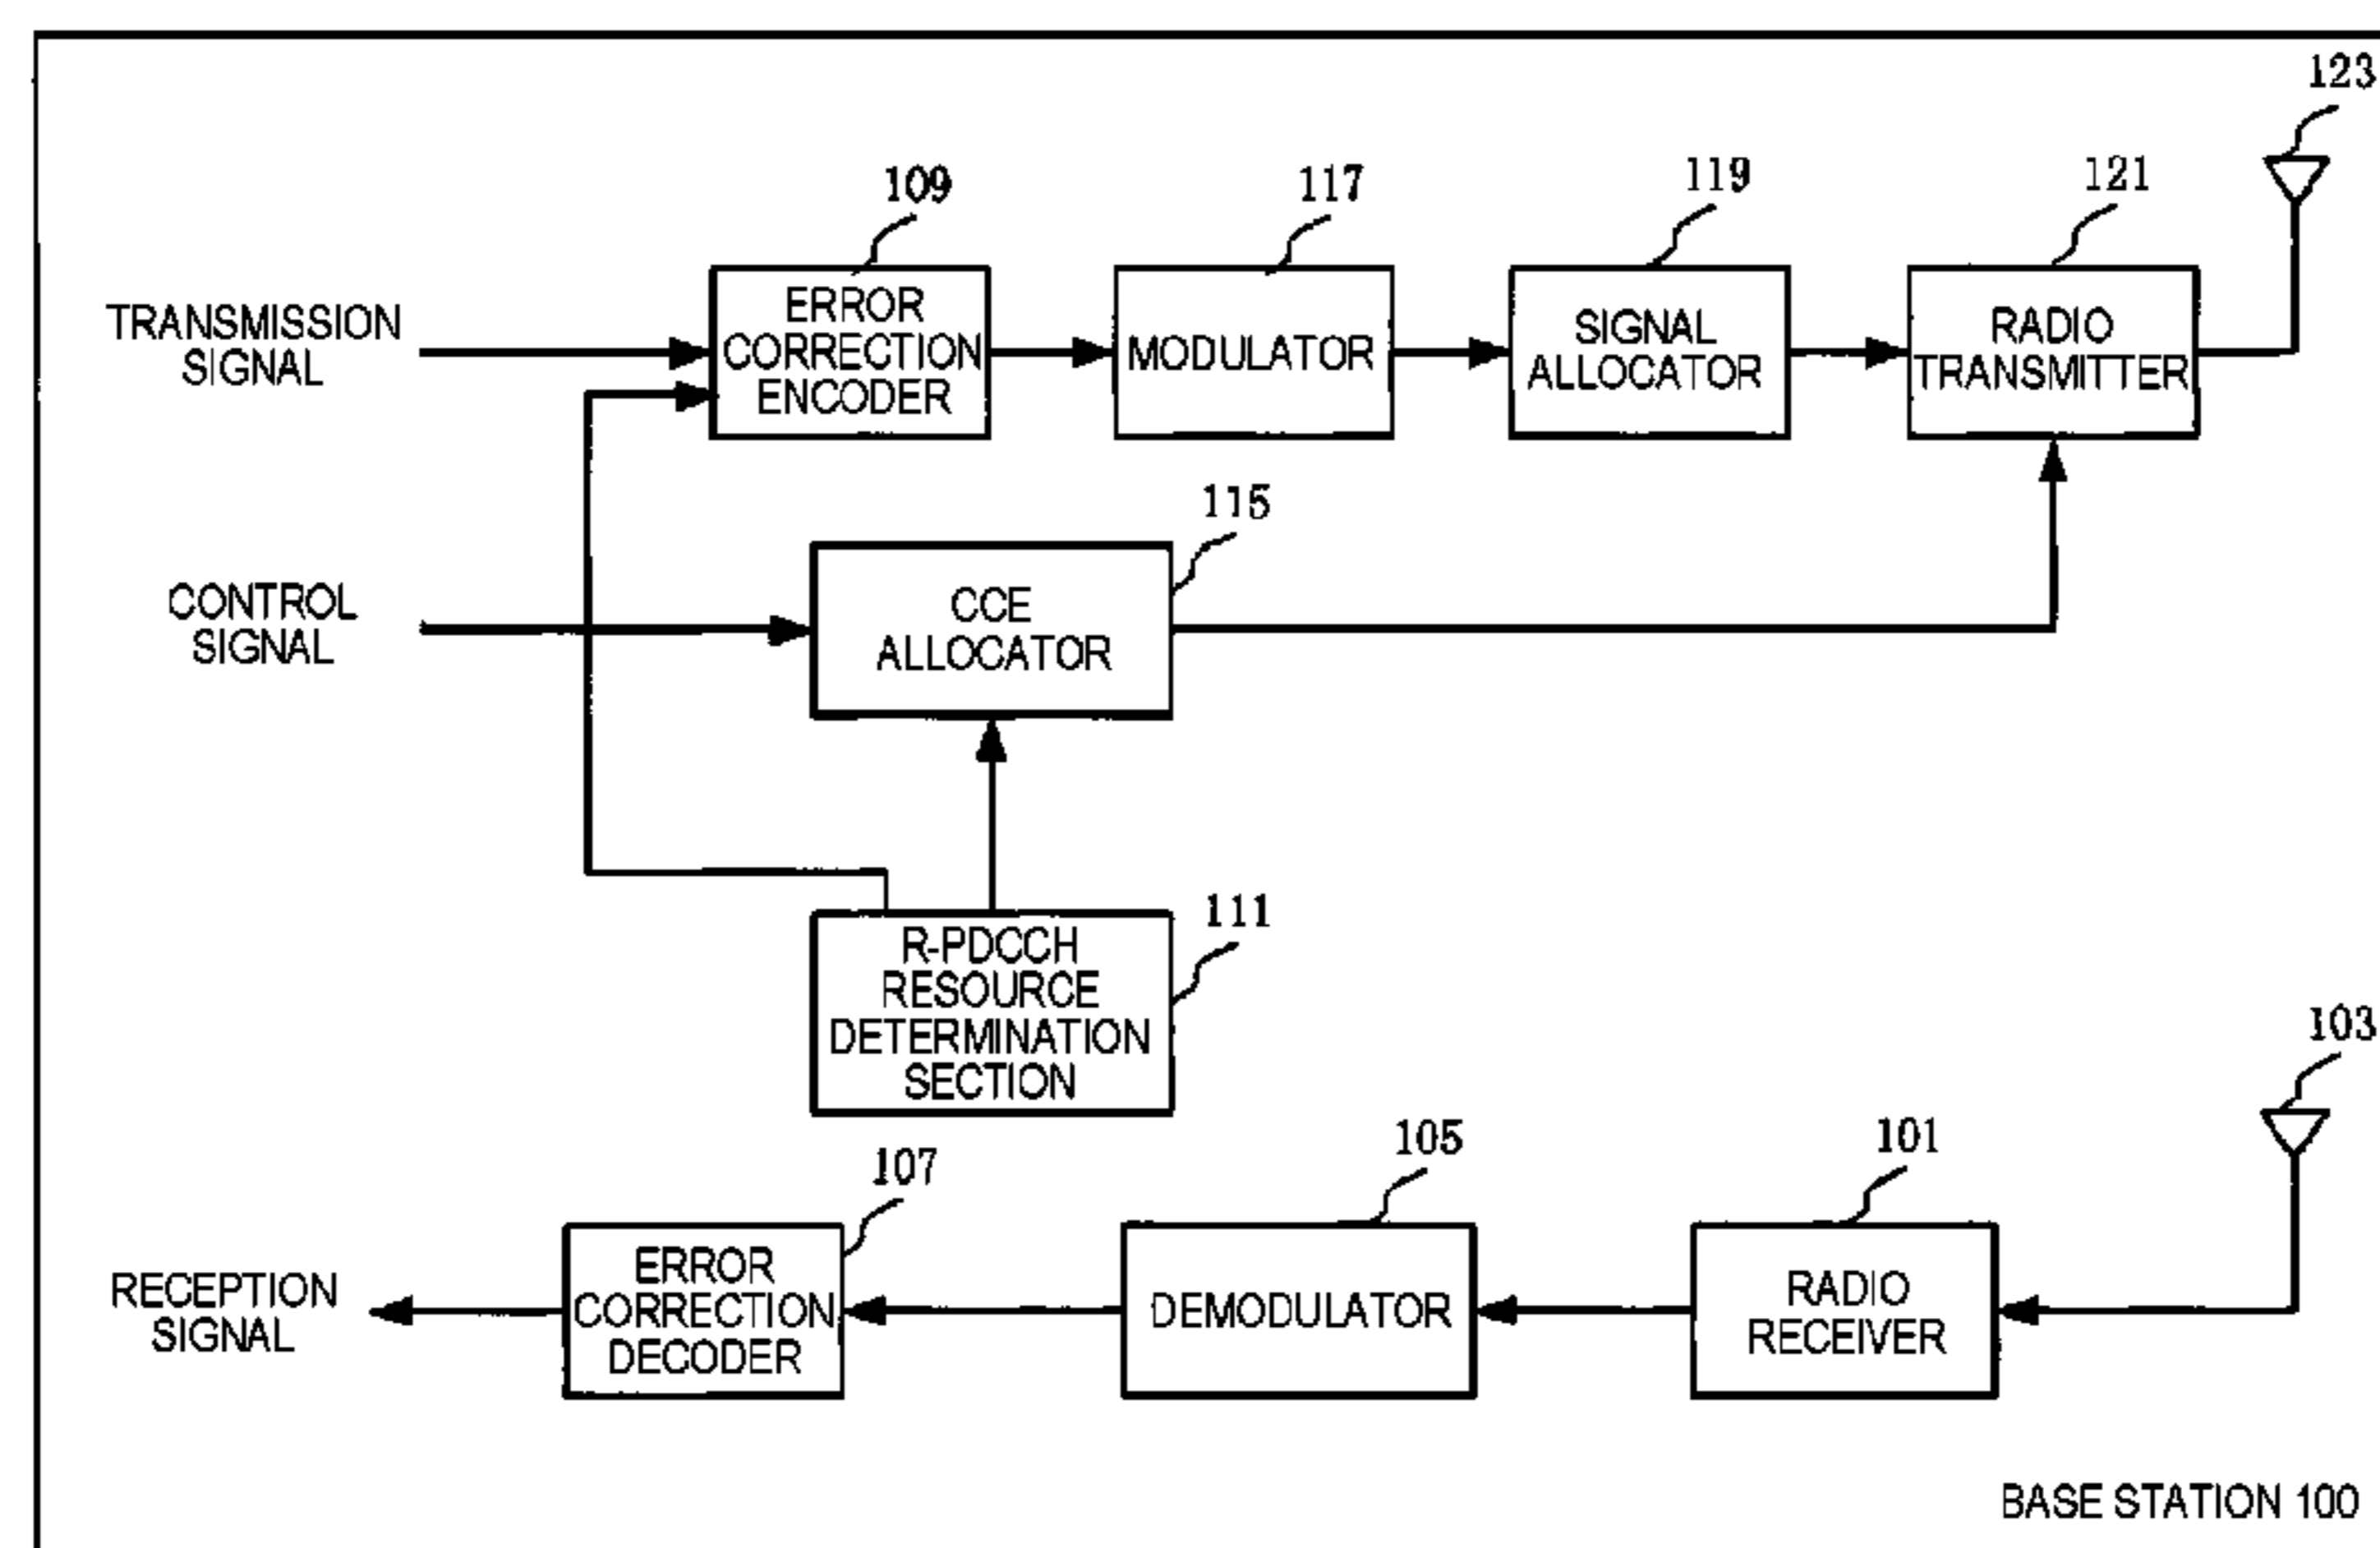 123
109
117
119
121
TRANSMISSION
SIGNAL
ERROR
CORRECTION
ENCODER
MODULATOR
SIGNAL
ALLOCATOR
RADIO
TRANSMITTER
115
CONTROL
SIGNAL
CCE
ALLOCATOR
111
R-PDCCH
RESOURCE
DETERMINATION
SECTION
103
107
105
101
RECEPTION
SIGNAL
ERROR
CORRECTION
DECODER
DEMODULATOR
RADIO
RECEIVER
BASE STATION 100